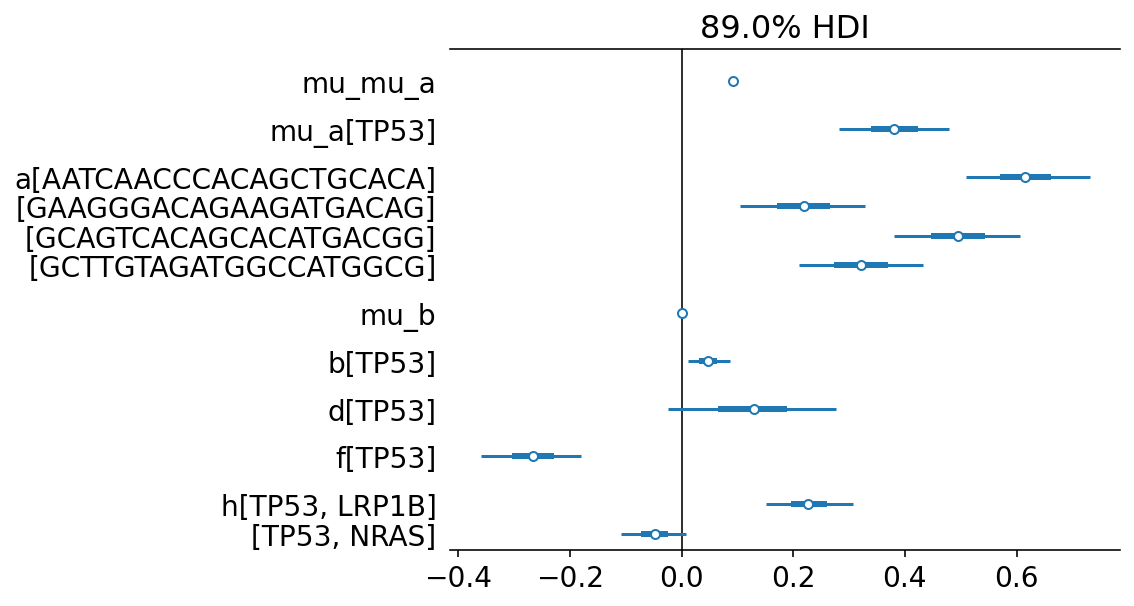 89.0% HDI
mu_mu_a
mu_a[TP53]
a[AATCAACCCACAGCTGCACA]
[GAAGGGACAGAAGATGACAG]
[GCAGTCACAGCACATGACGG]
[GCTTGTAGATGGCCATGGCG]
mu_b
b[TP53]
d[TP53]
f[TP53]
h[TP53, LRP1B]
[TP53, NRAS]
−0.4 −0.2 0.0 0.2 0.4 0.6